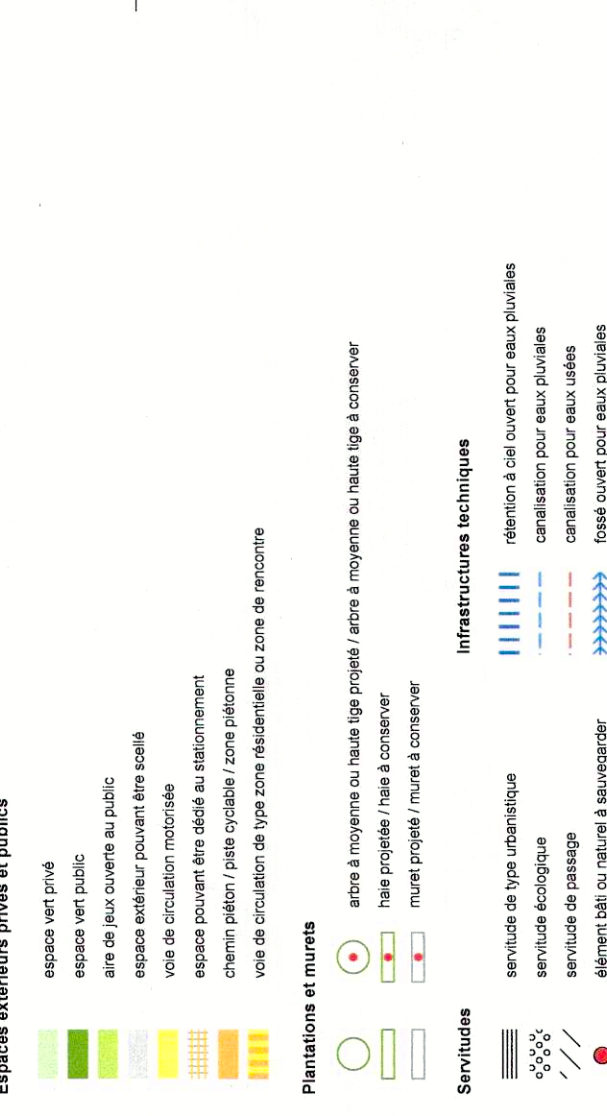 Espaces extérieurs privés et publics
espace vert privé
espace vert public
aire de jeux ouverte au public
espace extérieur pouvant être scellé
voie de circulation motorisée
espace pouvant être dédié au stationnement
chemin piéton / piste cyclable / zone piétonne
voie de circulation de type zone résidentielle ou zone de rencontre
Plantations et murets
arbre à moyenne ou haute tige projeté / arbre à moyenne ou haute tige à conserver
haie projetée / haie à conserver
muret projeté / muret à conserver
Servitudes
servitude de type urbanistique
servitude écologique
servitude de passage
élément bâti ou naturel à sauvegarder
Infrastructures techniques
rétention à ciel ouvert pour eaux pluviales
canalisation pour eaux pluviales
canalisation pour eaux usées
fossé ouvert pour eaux pluviales